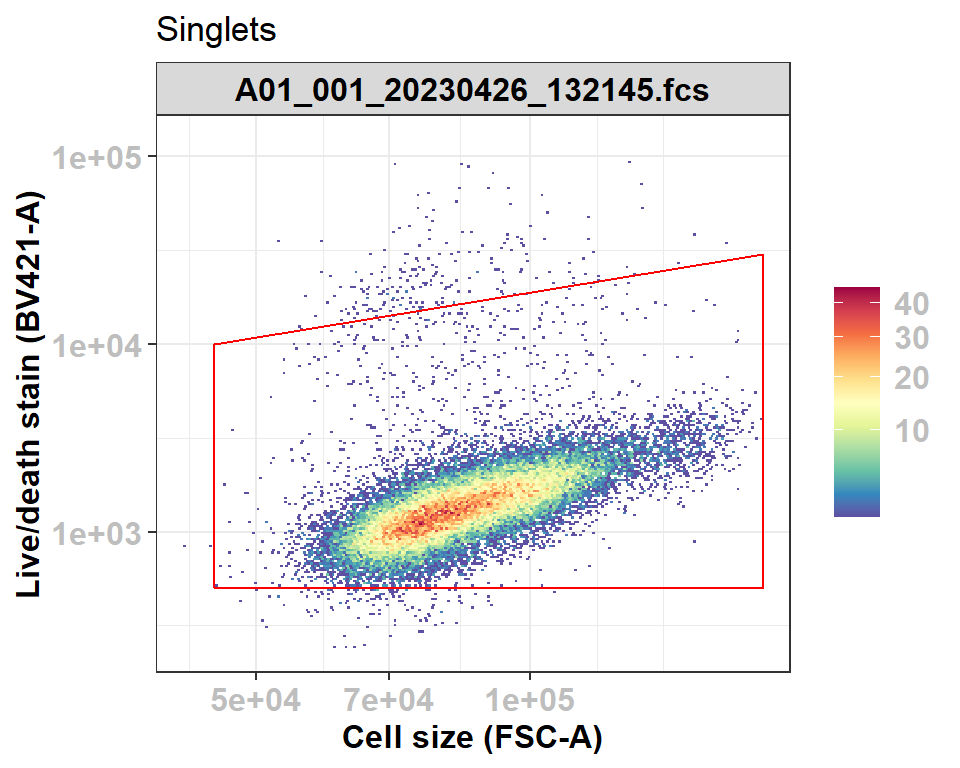 Singlets
A01_001_20230426_132145.fcs
Live/death stain (BV421-A)
1e+05
1e+04
1e+03
5e+04 7e+04 1e+05
Cell size (FSC-A)
40
30
20
10